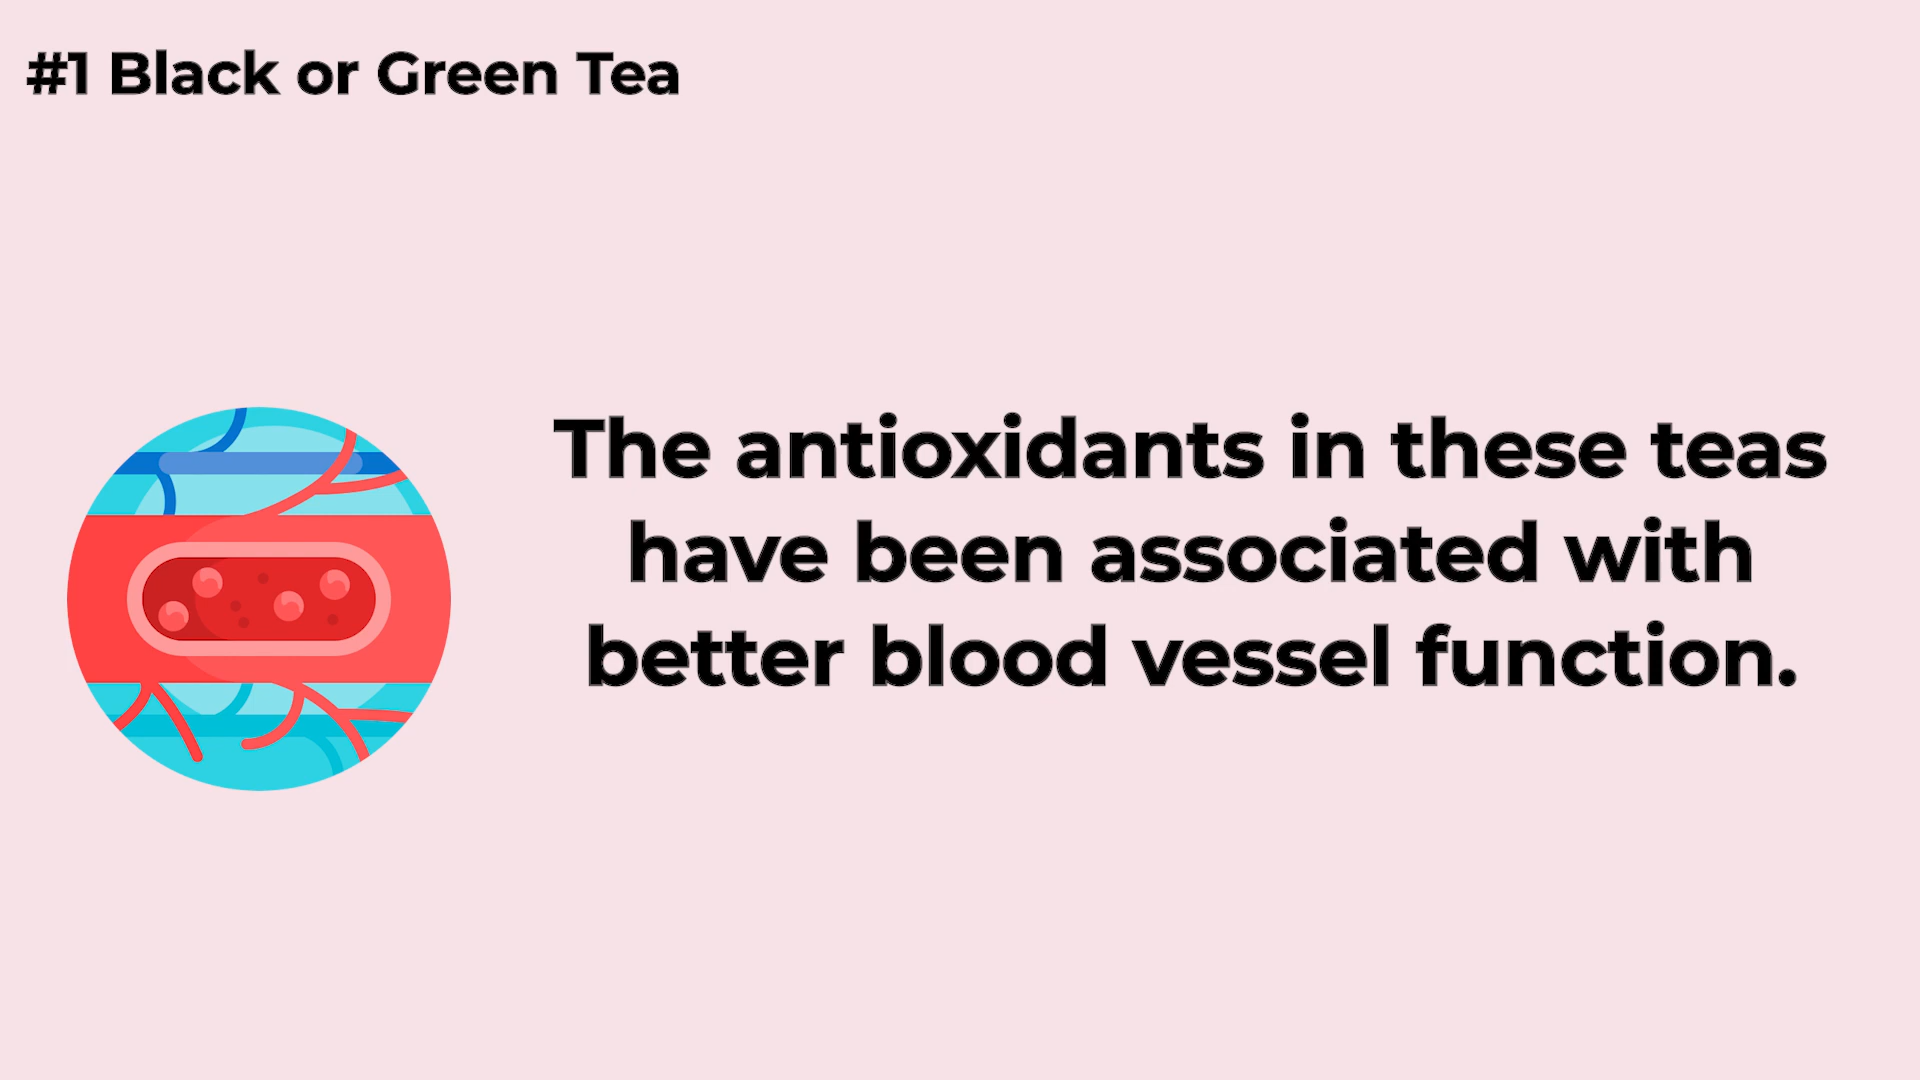 #1 Black or Green Tea
The antioxidants in these teas
have been associated with
better blood vessel function.